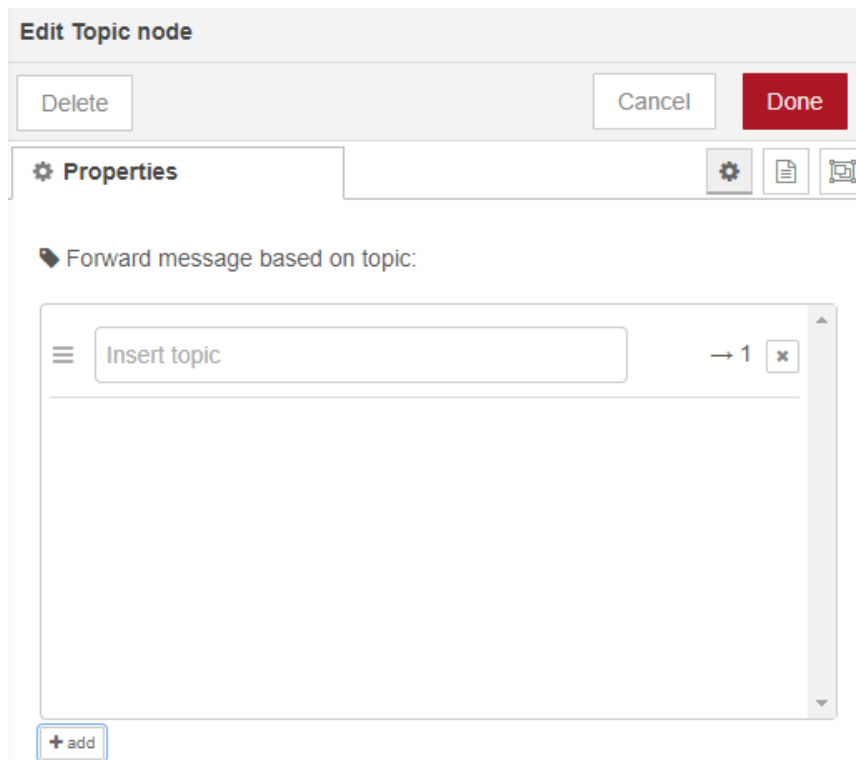 Edit Topic node
Delete Cancel Done
Properties
Forward message based on topic:
Insert topic → 1 ×
+ add